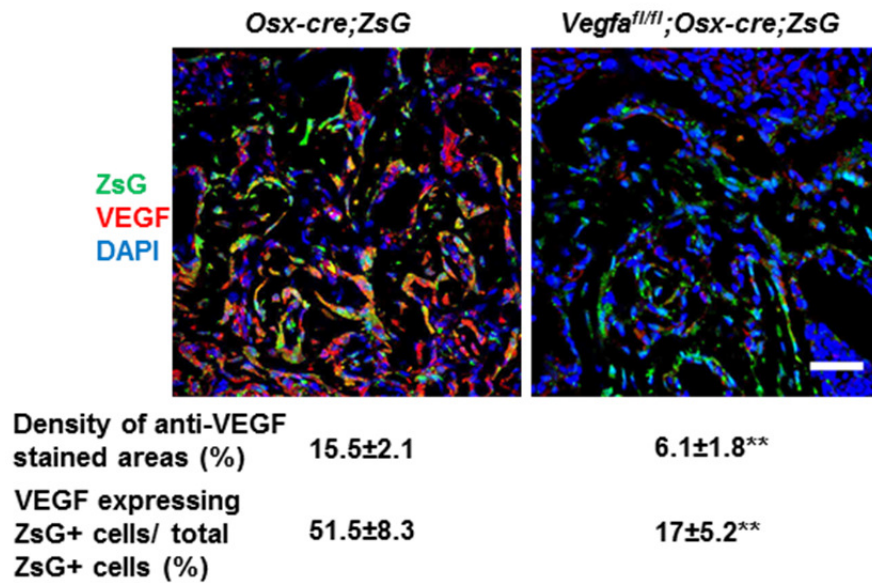 Osx-cre;ZsG Vegfa^fl/fl;Osx-cre;ZsG
ZsG
VEGF
DAPI
Density of anti-VEGF
stained areas (%) 15.5±2.1 6.1±1.8**
VEGF expressing
ZsG+ cells/ total 51.5±8.3 17±5.2**
ZsG+ cells (%)